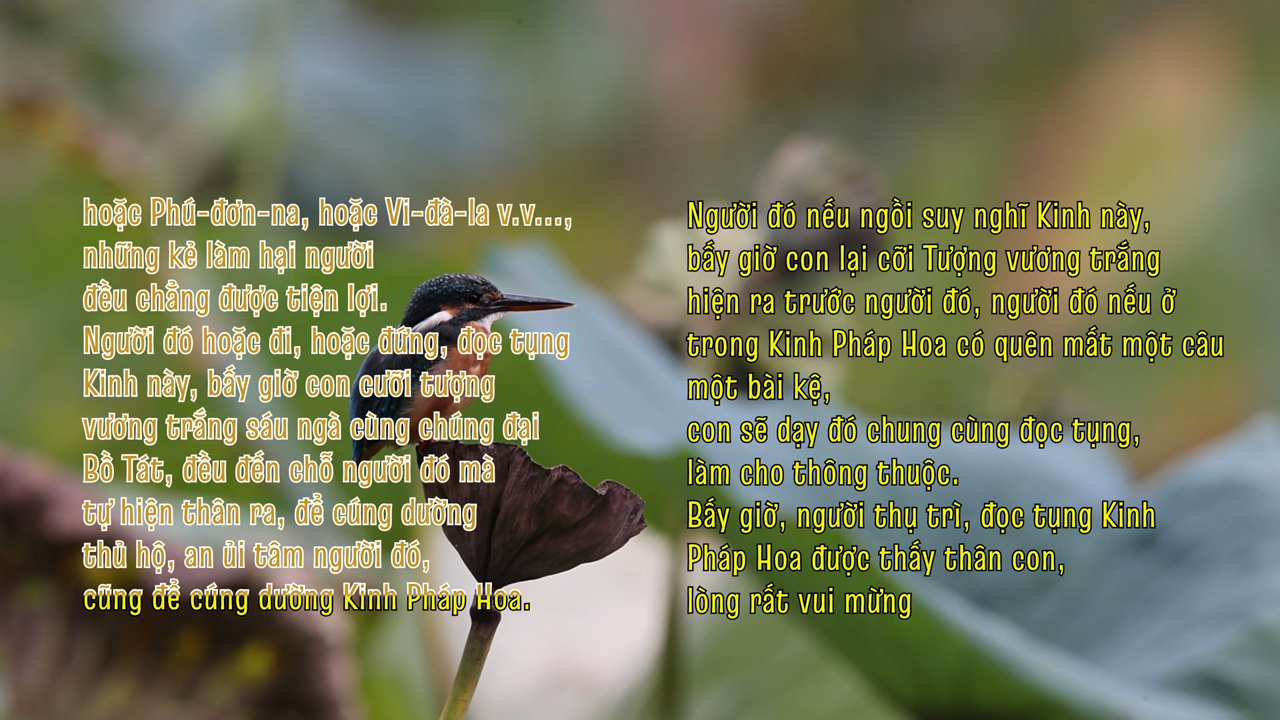 hoặc Phú-đơn-na, hoặc Vi-đà-la v.v...,
những kẻ làm hại người
đều chẳng được tiện lợi.
Người đó hoặc đi, hoặc đứng, đọc tụng
Kinh này, bấy giờ con cưỡi tượng
vương trắng sáu ngà cùng chúng đại
Bồ Tát, đều đến chỗ người đó mà
tự hiện thân ra, để cúng dường
thủ hộ, an ủi tâm người đó,
cũng để cúng dường Kinh Pháp Hoa.
Người đó nếu ngồi suy nghĩ Kinh này,
bấy giờ con lại cỡi Tượng vương trắng
hiện ra trước người đó, người đó nếu ở
trong Kinh Pháp Hoa có quên mất một câu
một bài kệ,
con sẽ dạy đó chung cùng đọc tụng,
làm cho thông thuộc.
Bấy giờ, người thụ trì, đọc tụng Kinh
Pháp Hoa được thấy thân con,
lòng rất vui mừng